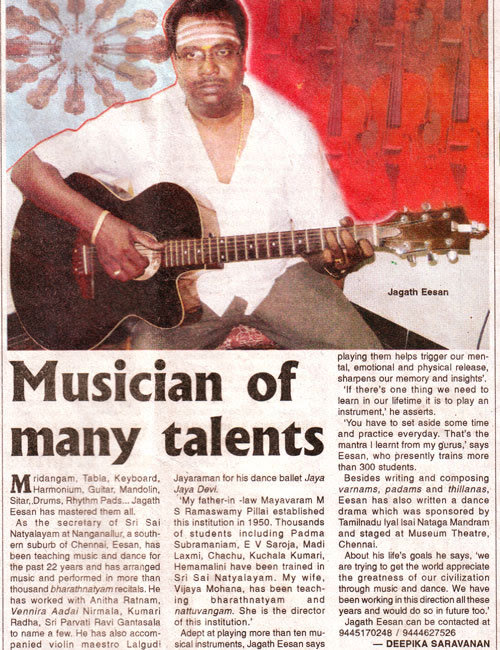 Jagath Eesan
Musician of
many talents
Mridangam, Tabla, Keyboard,
Harmonium, Guitar, Mandolin,
Sitar, Drums, Rhythm Pads... Jagath
Eesan has mastered them all.
As the secretary of Sri Sai
Natyalayam at Nanganallur, a south-
ern suburb of Chennai, Eesan, has
been teaching music and dance for
the past 22 years and has arranged
music and performed in more than
thousand bharathnatyam recitals. He
has worked with Anitha Ratnam,
Vennira Aadai Nirmala, Kumari
Radha, Sri Parvati Ravi Gantasala
to name a few. He has also accom-
panied violin maestro Lalgudi
Jayaraman for his dance ballet Jaya
Jaya Devi.
'My father-in -law Mayavaram M
S Ramaswamy Pillai established
this institution in 1950. Thousands
of students including Padma
Subramaniam, E V Saroja, Madi
Laxmi, Chachu, Kuchala Kumari,
Hemamalini have been trained in
Sri Sai Natyalayam. My wife,
Vijaya Mohana, has been teach-
ing bharathnatyam and
nattuvangam. She is the director
of this institution.'
Adept at playing more than ten mu-
sical instruments, Jagath Eesan says
playing them helps trigger our men-
tal, emotional and physical release,
sharpens our memory and insights'.
'If there's one thing we need to
learn in our lifetime it is to play an
instrument,' he asserts.
'You have to set aside some time
and practice everyday. That's the
mantra I learnt from my gurus,' says
Eesan, who presently trains more
than 300 students.
Besides writing and composing
varnams, padams and thillanas,
Eesan has also written a dance
drama which was sponsored by
Tamilnadu Iyal Isai Nataga Mandram
and staged at Museum Theatre,
Chennai.
About his life's goals he says, 'we
are trying to get the world appreciate
the greatness of our civilization
through music and dance. We have
been working in this direction all these
years and would do so in future too.'
Jagath Eesan can be contacted at
9445170248 / 9444627526
— DEEPIKA SARAVANAN